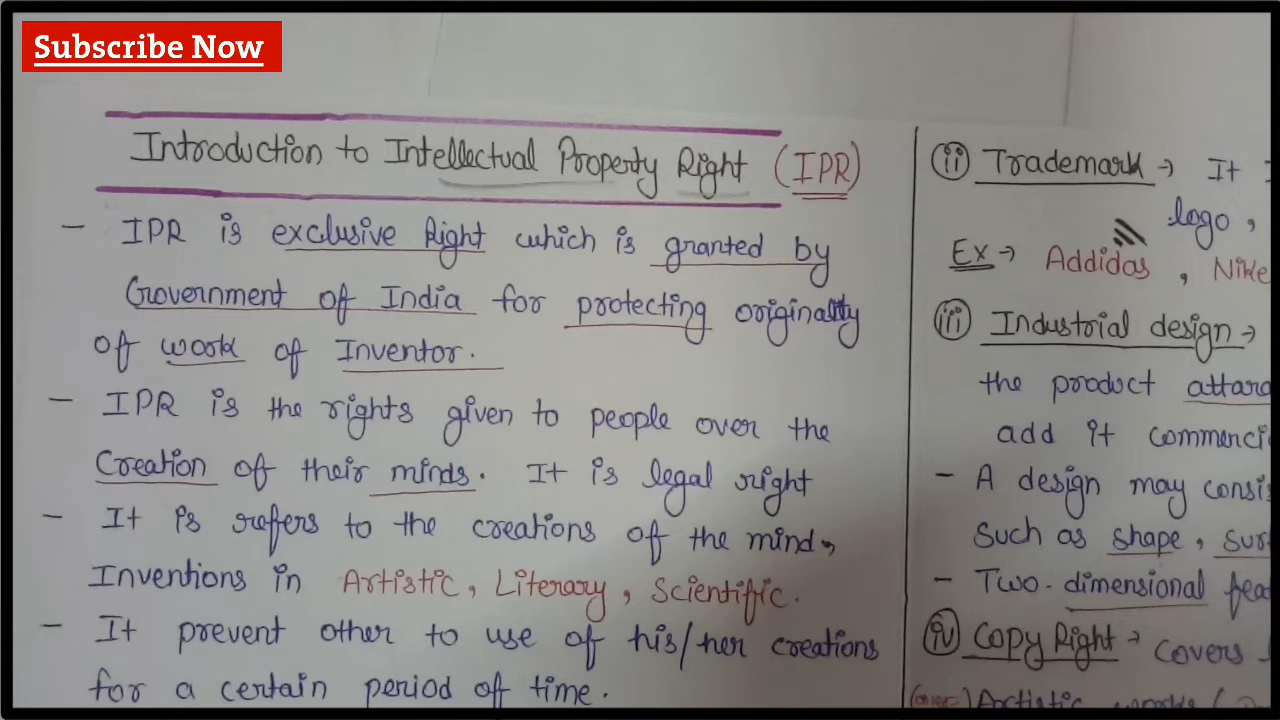 Subscribe Now
Introduction to Intellectual Property Right (IPR)
- IPR is exclusive Right which is granted by
Government of India for protecting originality
of work of Inventor.
- IPR is the rights given to people over the
Creation of their minds. It is legal right
- It is refers to the creations of the mind,
Inventions in Artistic, Literary, Scientific.
- It prevent other to use of his/her creations
for a certain period of time.
(ii) Trademark → It
logo,
Ex → Addidas, Nike
(iii) Industrial design →
the product
add it
- A design may
such as shape,
- Two-dimensional
(iv) Copy Right → Covers
Artistic